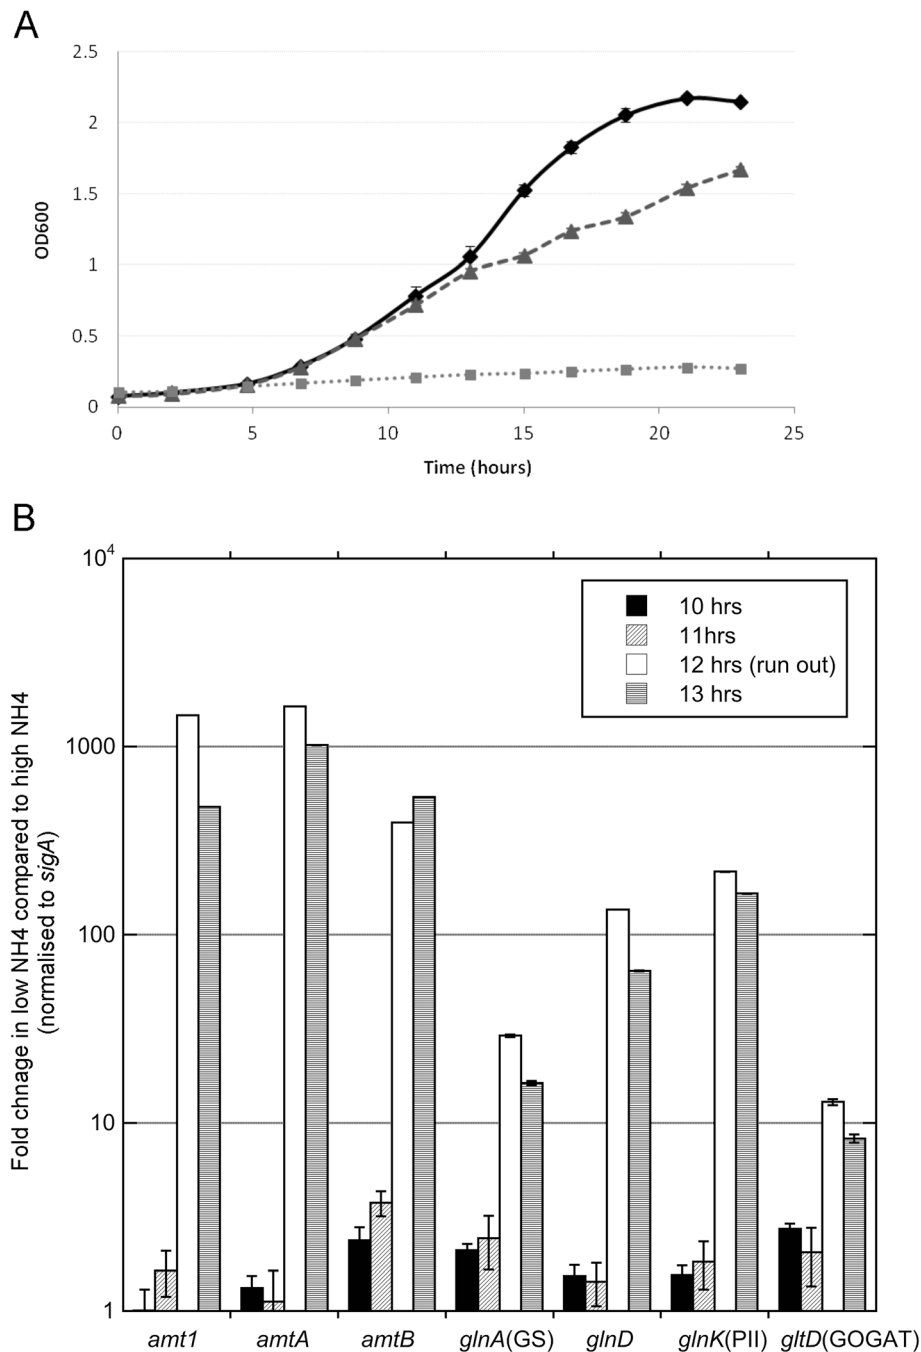 A
2.5
2
1.5
1
0.5
0
0 5 10 15 20 25
OD600
Time (hours)
B
10⁴
1000
100
10
1
Fold chnage in low NH4 compared to high NH4
(normalised to sigA)
10 hrs
11hrs
12 hrs (run out)
13 hrs
amt1 amtA amtB glnA(GS) glnD glnK(PII) gltD(GOGAT)